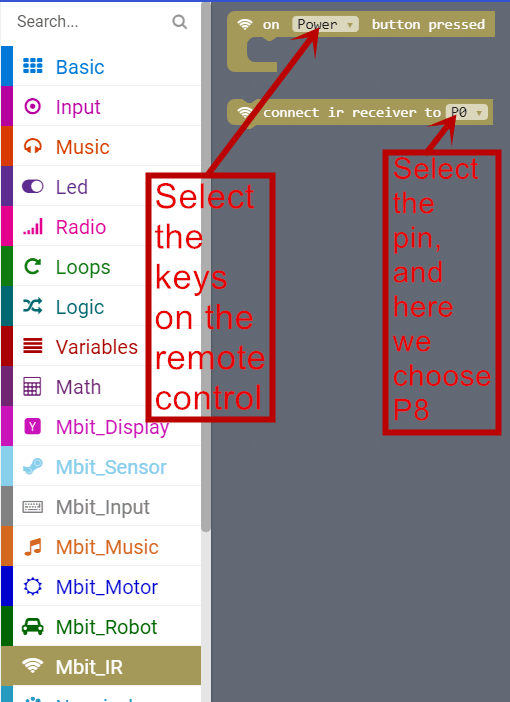 Search...
Basic
Input
Music
Led
Radio
Loops
Logic
Variables
Math
Mbit_Display
Mbit_Sensor
Mbit_Input
Mbit_Music
Mbit_Motor
Mbit_Robot
Mbit_IR
on Power button pressed
connect ir receiver to P0
Select
the
keys
on the
remote
control
Select
the
pin,
and
here
we
choose
P8